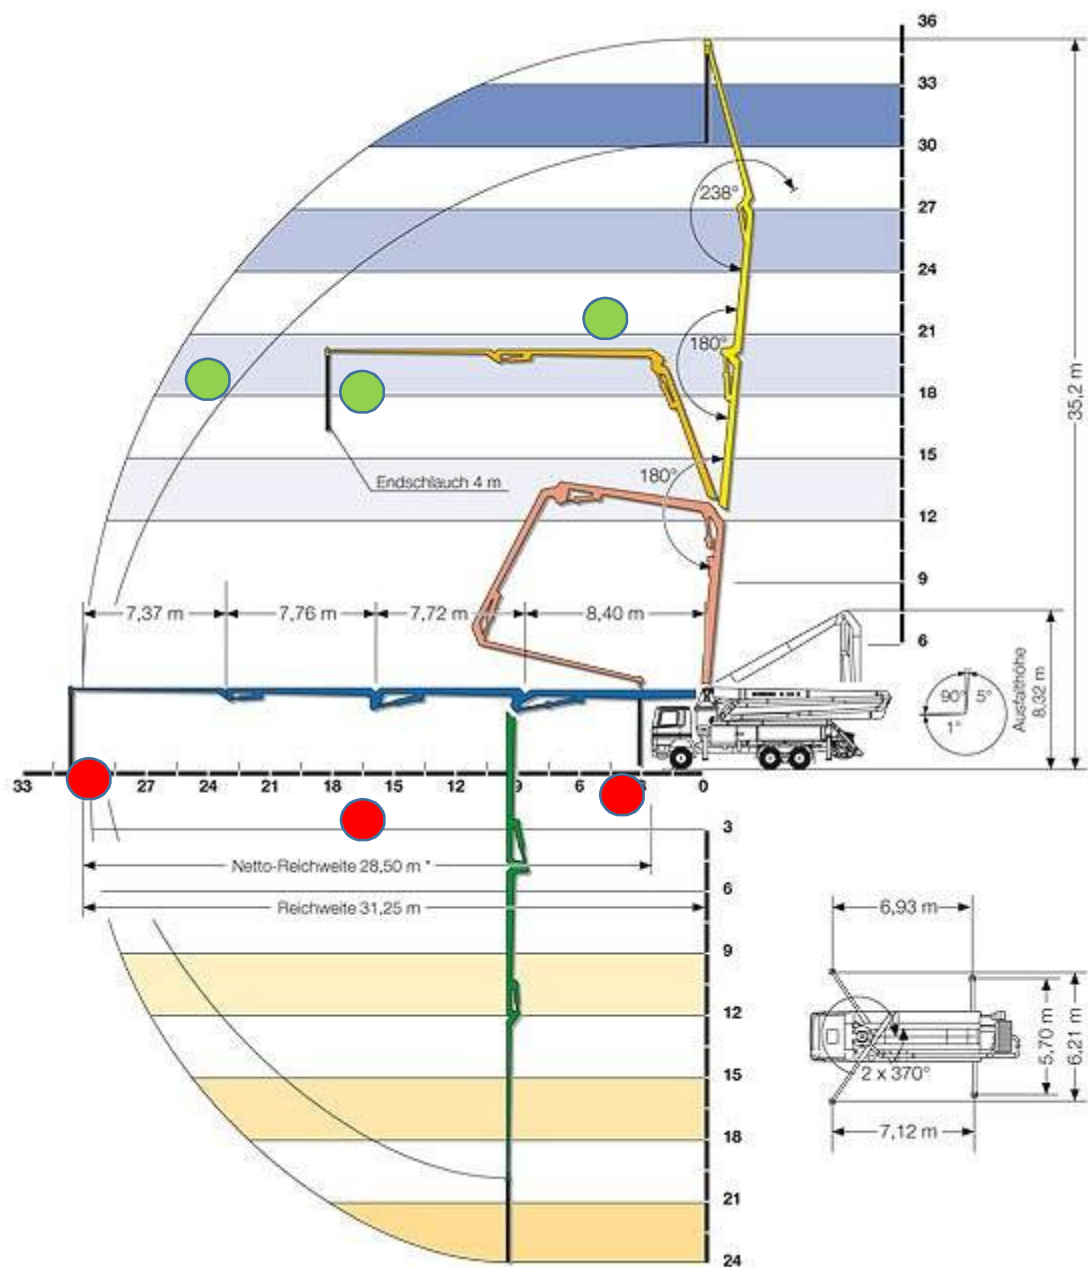 36
33
30
238°
27
24
21
180°
18
15
180°
Endschlauch 4 m
12
9
6
35,2 m
7,37 m
7,76 m
7,72 m
8,40 m
Ausfalthöhe
8,32 m
90°
5°
1°
33
27
24
21
18
15
12
9
6
0
3
Netto-Reichweite 28,50 m *
6
Reichweite 31,25 m
9
12
15
18
21
24
6,93 m
5,70 m
6,21 m
2 x 370°
7,12 m